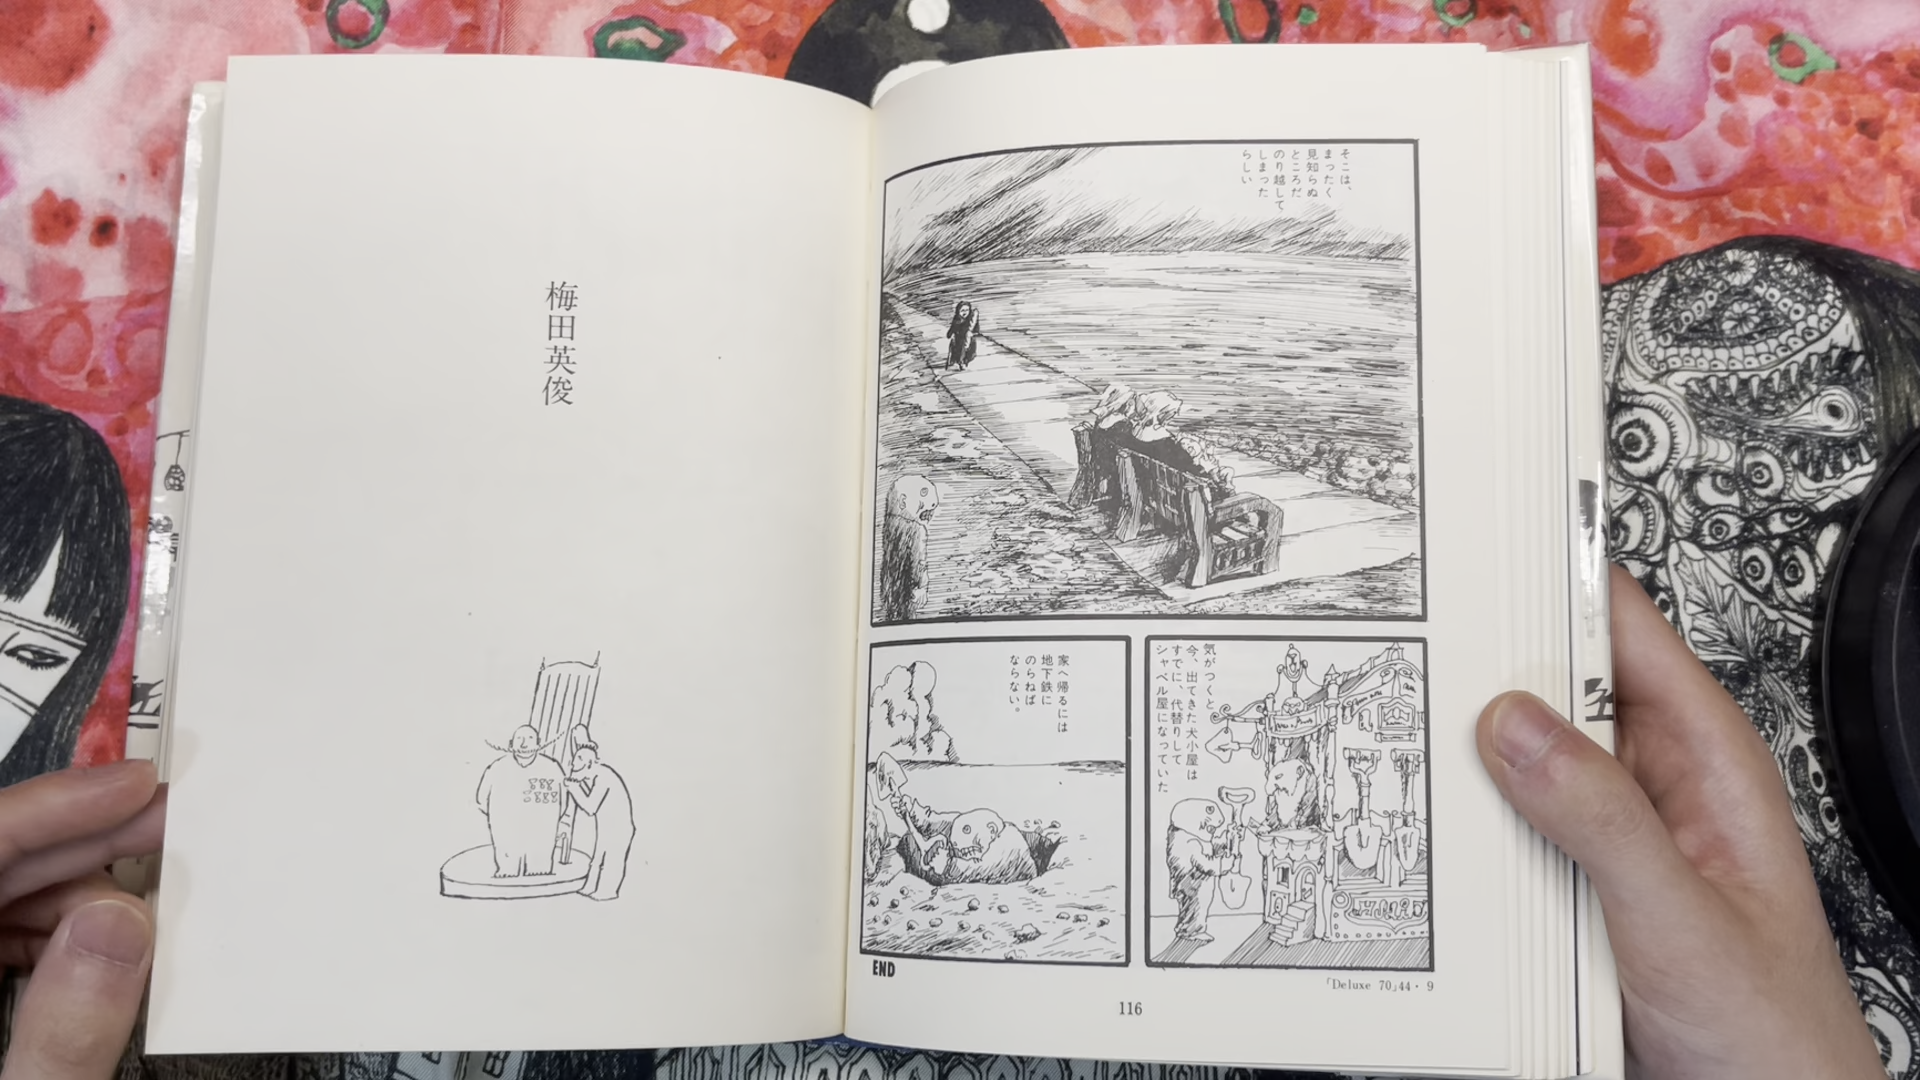 そこは、
まったく
見知らぬ
ところだ
のり越して
しまった
らしい
気がつくと
今、出てきた犬小屋は
すでに、代替りして
シャベル屋になっていた
家へ帰るには
地下鉄に
のらねば
ならない。
END
「Deluxe 70」44・9
116
梅田英俊